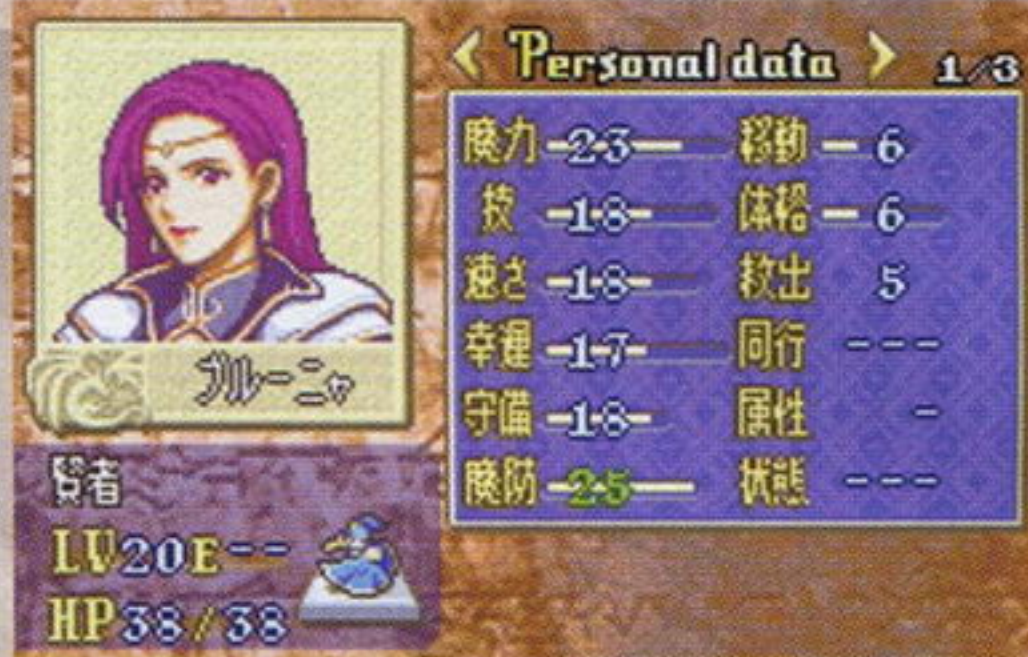 Personal data 1/3
魔力 23 移動 6
技 18 体格 6
速さ 18 救出 5
幸運 17 同行 ---
守備 18 属性 -
魔防 25 状態 ---
ブルーニャ
賢者
LV20E--
HP38/38